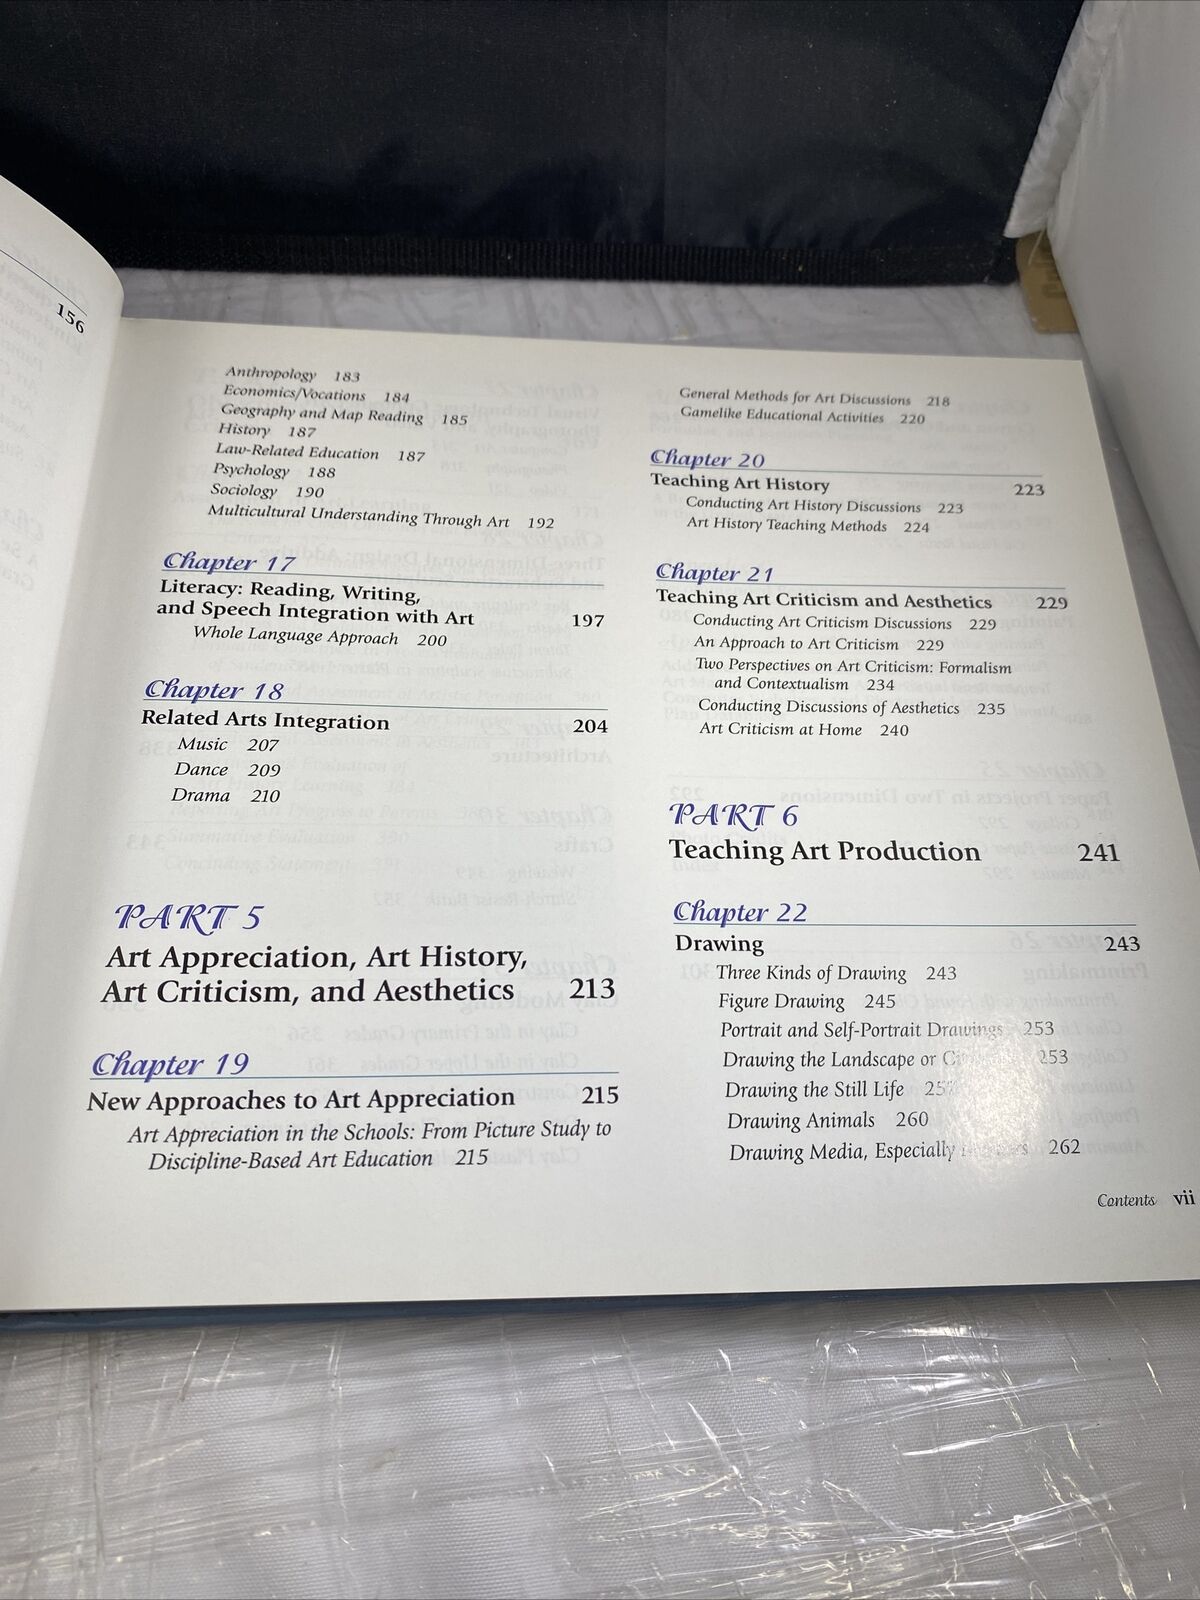 156
Anthropology 183
Economics/Vocations 184
Geography and Map Reading 185
History 187
Law-Related Education 187
Psychology 188
Sociology 190
Multicultural Understanding Through Art 192
Chapter 17
Literacy: Reading, Writing,
and Speech Integration with Art 197
Whole Language Approach 200
Chapter 18
Related Arts Integration 204
Music 207
Dance 209
Drama 210
PART 5
Art Appreciation, Art History,
Art Criticism, and Aesthetics 213
Chapter 19
New Approaches to Art Appreciation 215
Art Appreciation in the Schools: From Picture Study to
Discipline-Based Art Education 215
General Methods for Art Discussions 218
Gamelike Educational Activities 220
Chapter 20
Teaching Art History 223
Conducting Art History Discussions 223
Art History Teaching Methods 224
Chapter 21
Teaching Art Criticism and Aesthetics 229
Conducting Art Criticism Discussions 229
An Approach to Art Criticism 229
Two Perspectives on Art Criticism: Formalism
and Contextualism 234
Conducting Discussions of Aesthetics 235
Art Criticism at Home 240
PART 6
Teaching Art Production 241
Chapter 22
Drawing 243
Three Kinds of Drawing 243
Figure Drawing 245
Portrait and Self-Portrait Drawings 253
Drawing the Landscape or 253
Drawing the Still Life
Drawing Animals 260
Drawing Media, Especially 262
Contents vii